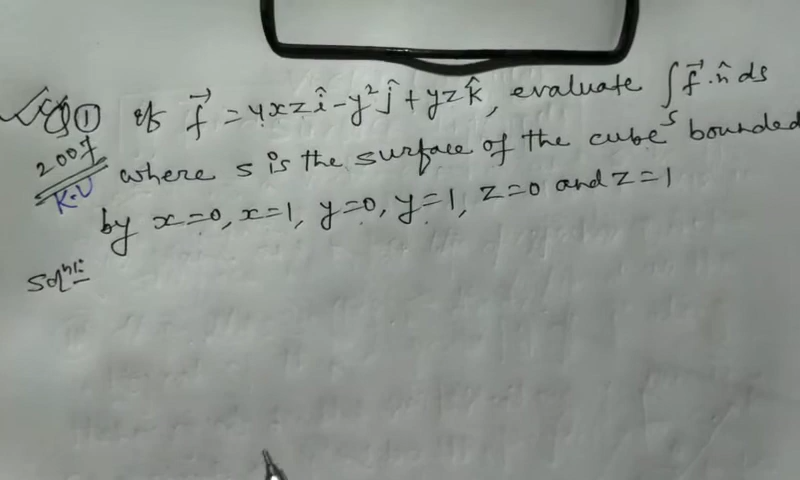 Q① If f⃗ = 4xz î - y² ĵ + yz k̂, evaluate ∫ₛ f⃗ · n̂ ds
2007
K.U
where s is the surface of the cube bounded
by x=0, x=1, y=0, y=1, z=0 and z=1
Solⁿ: